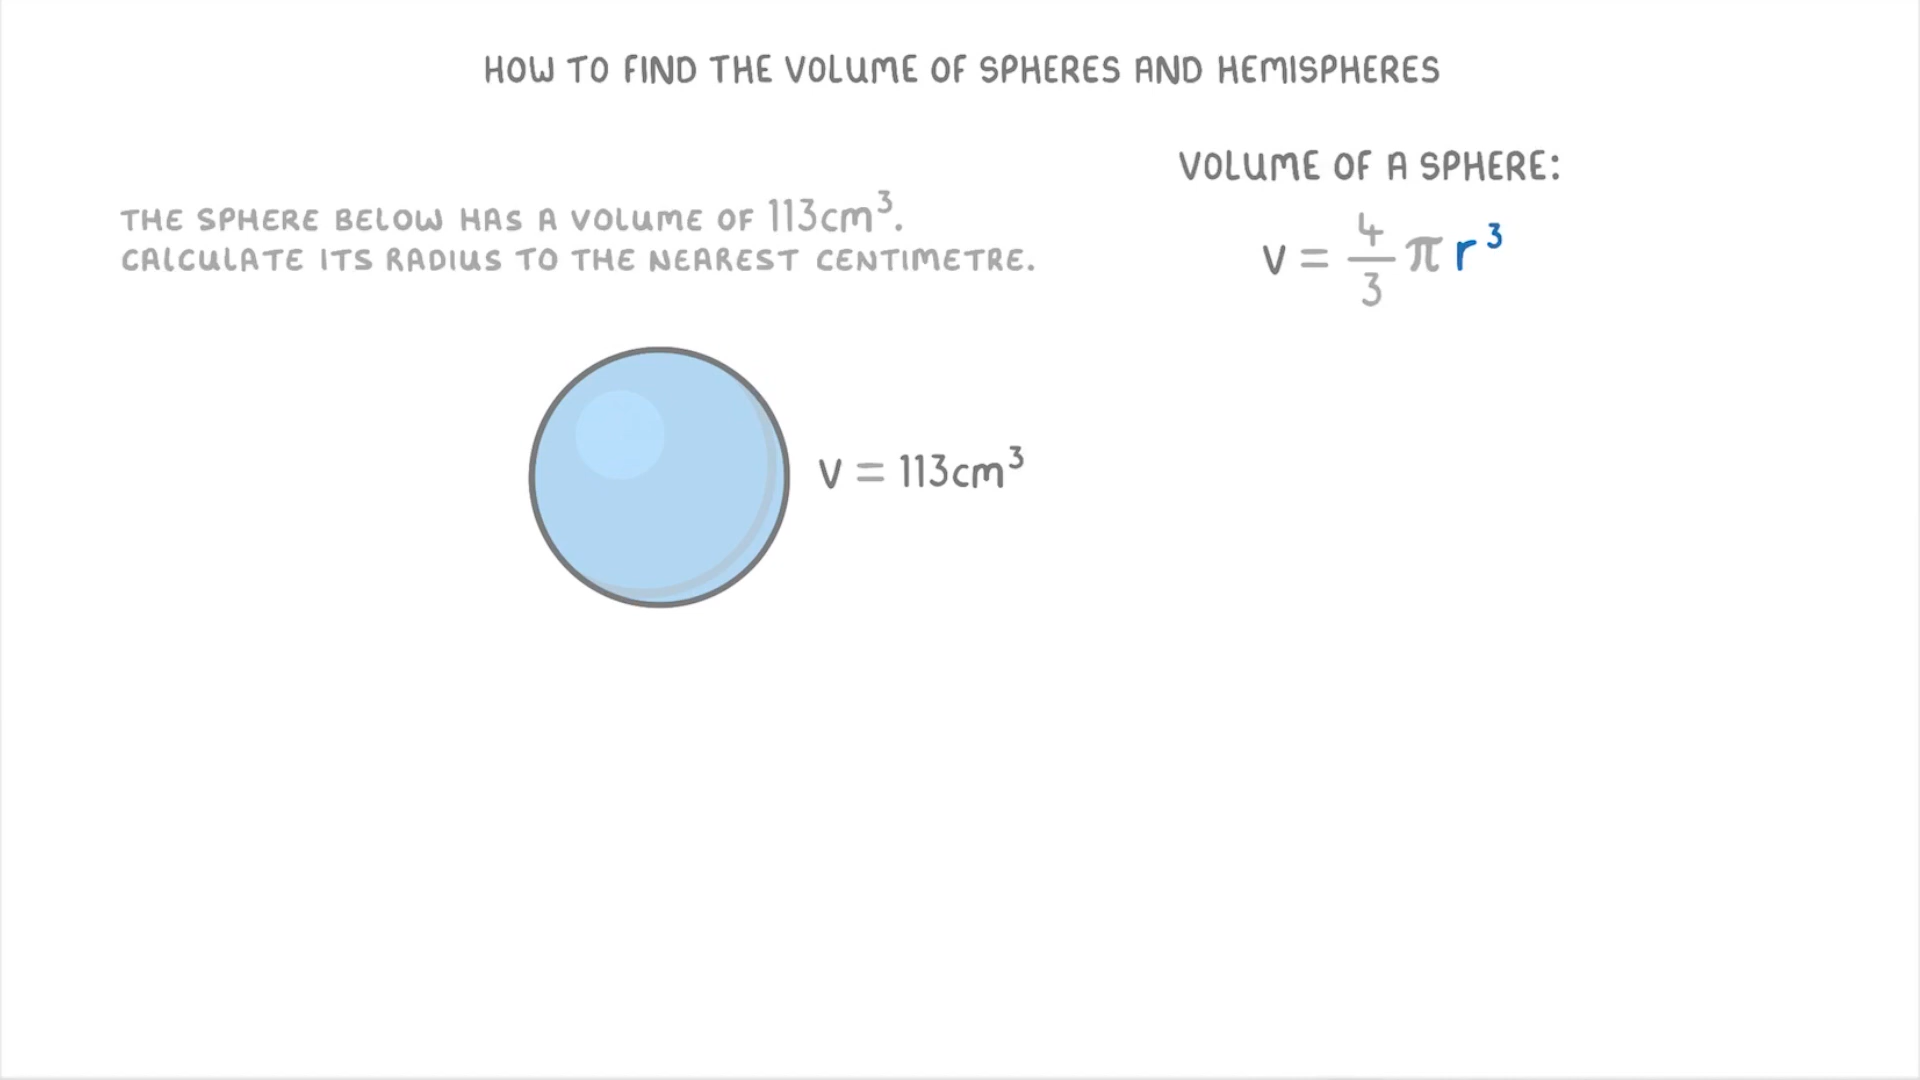 HOW TO FIND THE VOLUME OF SPHERES AND HEMISPHERES
THE SPHERE BELOW HAS A VOLUME OF 113cm³.
CALCULATE ITS RADIUS TO THE NEAREST CENTIMETRE.
V = 113cm³
VOLUME OF A SPHERE:
V = 4/3 π r³